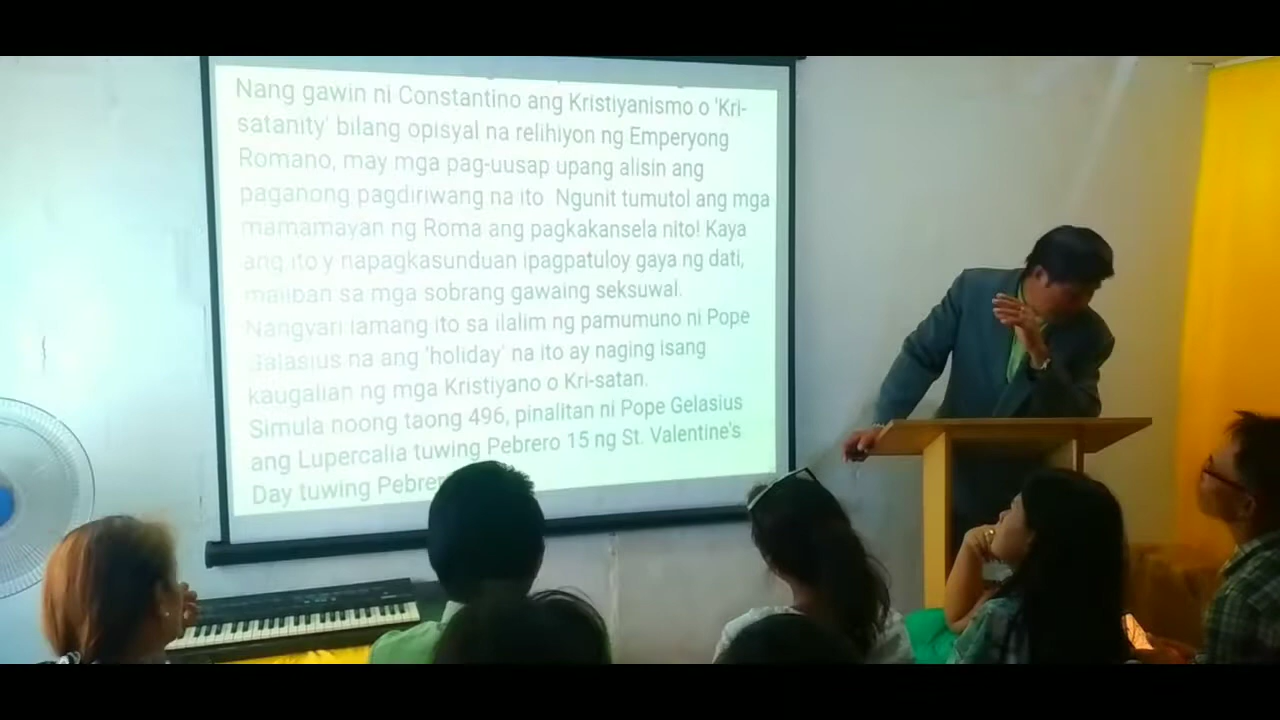 Nang gawin ni Constantino ang Kristiyanismo o 'Kri-
satanity' bilang opisyal na relihiyon ng Emperyong
Romano, may mga pag-uusap upang alisin ang
paganong pagdiriwang na ito Ngunit tumutol ang mga
mamamayan ng Roma ang pagkakansela nito! Kaya
ang ito'y napagkasunduan ipagpatuloy gaya ng dati,
maliban sa mga sobrang gawaing seksuwal.
Nangyari lamang ito sa ilalim ng pamumuno ni Pope
Galasius na ang 'holiday' na ito ay naging isang
kaugalian ng mga Kristiyano o Kri-satan.
Simula noong taong 496, pinalitan ni Pope Gelasius
ang Lupercalia tuwing Pebrero 15 ng St. Valentine's
Day tuwing